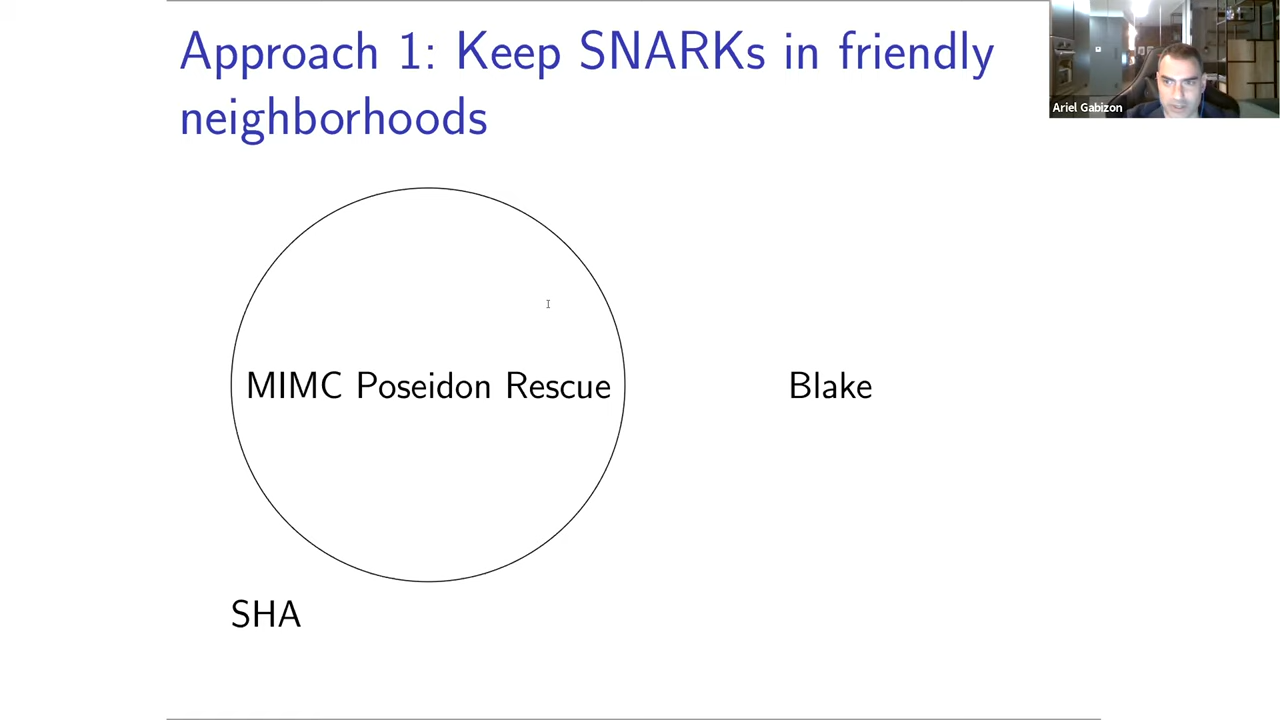 Approach 1: Keep SNARKs in friendly
neighborhoods
Ariel Gabizon
MIMC Poseidon Rescue
Blake
SHA